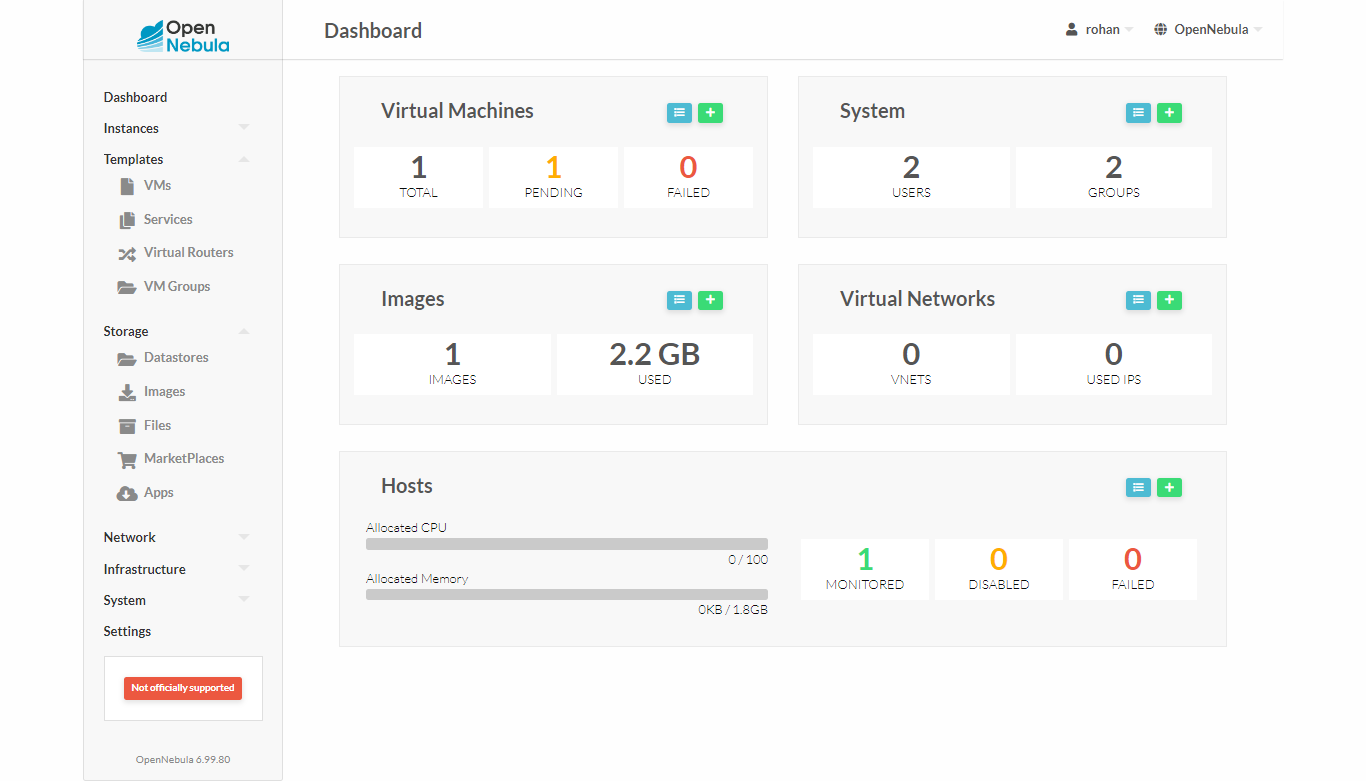 Open
Nebula
Dashboard
rohan
OpenNebula
Dashboard
Instances
Templates
VMs
Services
Virtual Routers
VM Groups
Storage
Datastores
Images
Files
MarketPlaces
Apps
Network
Infrastructure
System
Settings
Not officially supported
OpenNebula 6.99.80
Virtual Machines
1
TOTAL
1
PENDING
0
FAILED
System
2
USERS
2
GROUPS
Images
1
IMAGES
2.2 GB
USED
Virtual Networks
0
VNETS
0
USED IPS
Hosts
Allocated CPU
0 / 100
Allocated Memory
0KB / 1.8GB
1
MONITORED
0
DISABLED
0
FAILED